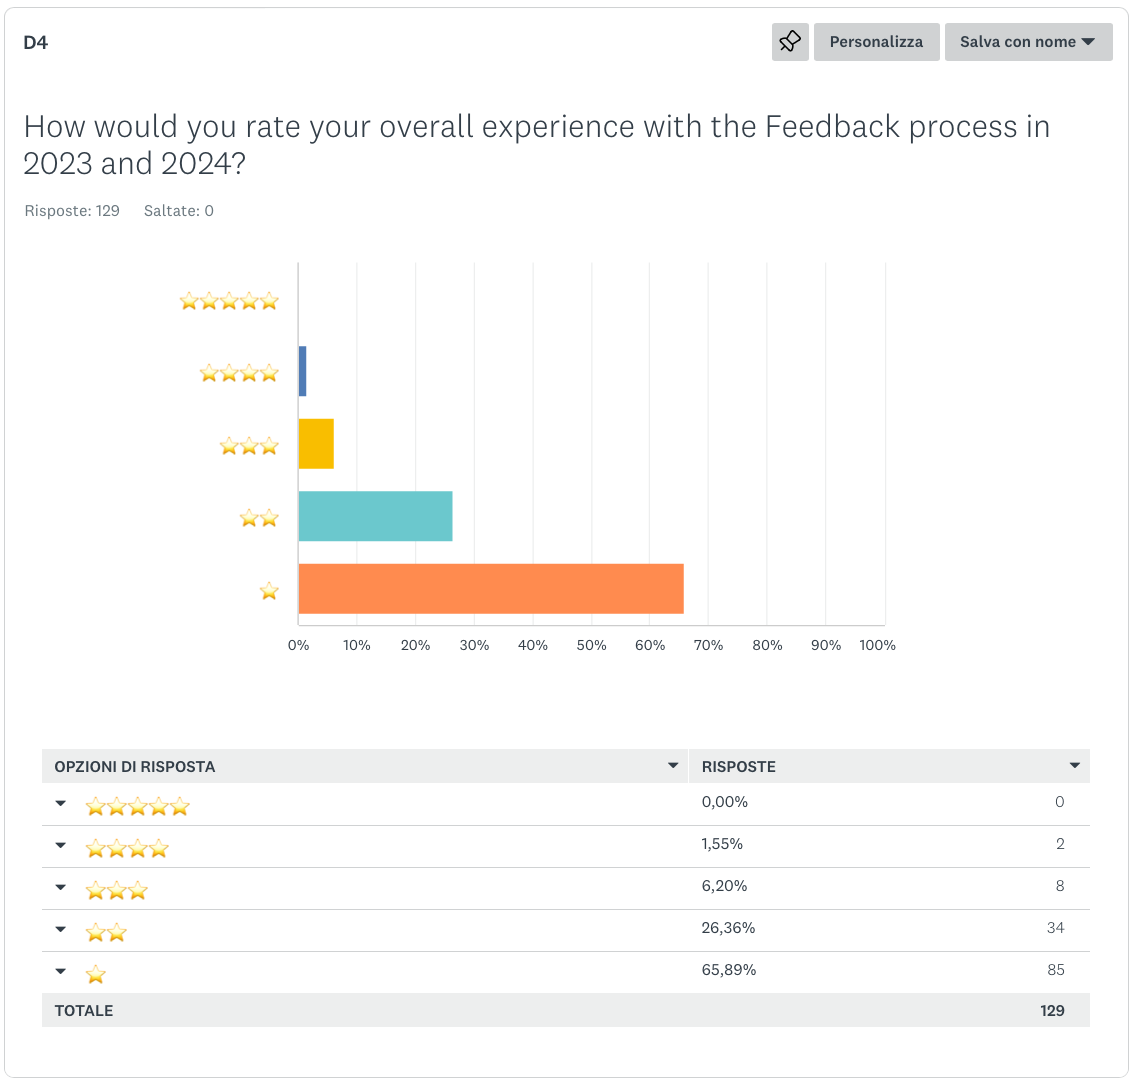 D4
Personalizza
Salva con nome
How would you rate your overall experience with the Feedback process in
2023 and 2024?
Risposte: 129 Saltate: 0
⭐⭐⭐⭐⭐
⭐⭐⭐⭐
⭐⭐⭐
⭐⭐
⭐
0% 10% 20% 30% 40% 50% 60% 70% 80% 90% 100%
OPZIONI DI RISPOSTA RISPOSTE
⭐⭐⭐⭐⭐ 0,00% 0
⭐⭐⭐⭐ 1,55% 2
⭐⭐⭐ 6,20% 8
⭐⭐ 26,36% 34
⭐ 65,89% 85
TOTALE 129